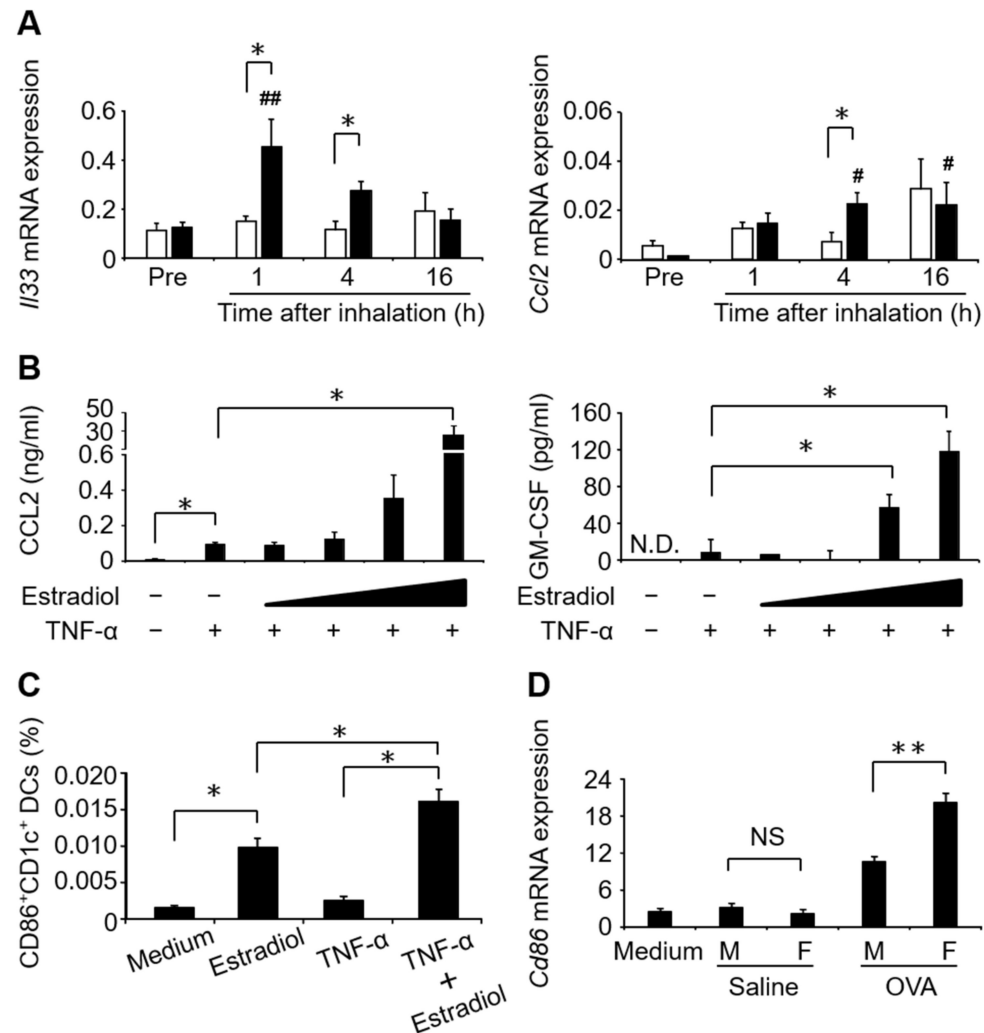 A
Il33 mRNA expression
*
##
*
0.6
0.4
0.2
0
Pre 1 4 16
Time after inhalation (h)
Ccl2 mRNA expression
*
#
#
0.06
0.04
0.02
0
Pre 1 4 16
Time after inhalation (h)
B
CCL2 (ng/ml)
*
*
50
30
0.6
0.6
0.4
0.2
0
Estradiol − −
TNF-α − + + + + +
GM-CSF (pg/ml)
*
*
160
120
80
40
0
N.D.
Estradiol − −
TNF-α − + + + + +
C
CD86+CD1c+ DCs (%)
*
*
*
0.020
0.015
0.010
0.005
0
Medium Estradiol TNF-α TNF-α
+
Estradiol
D
Cd86 mRNA expression
**
NS
24
18
12
6
0
Medium M F M F
Saline OVA